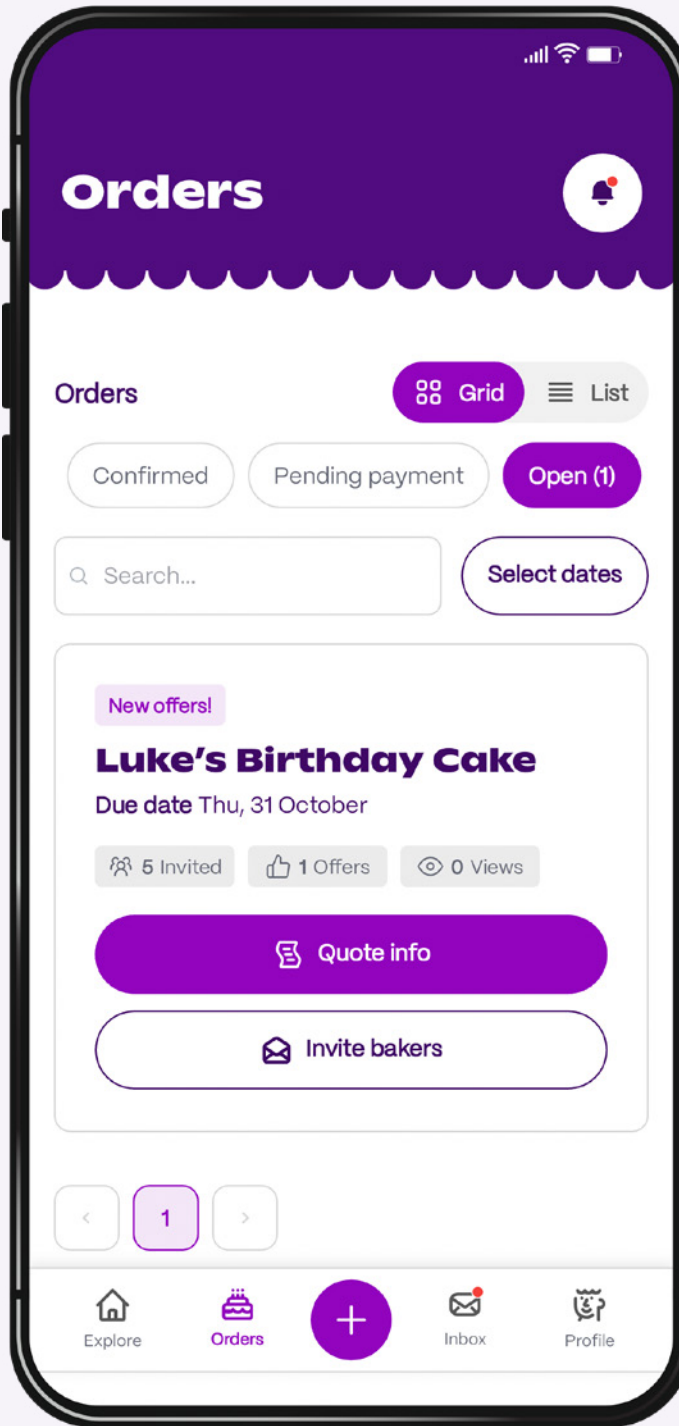 Orders
Orders
Grid
List
Confirmed
Pending payment
Open (1)
Search...
Select dates
New offers!
Luke's Birthday Cake
Due date Thu, 31 October
5 Invited
1 Offers
0 Views
Quote info
Invite bakers
1
Explore
Orders
Inbox
Profile